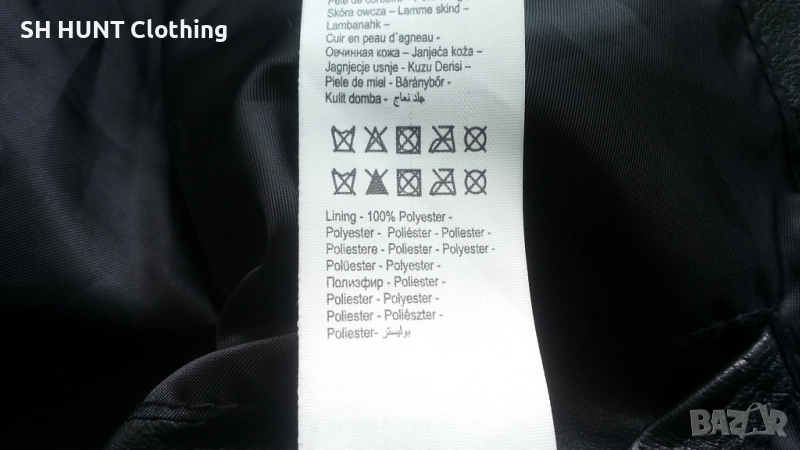 SH HUNT Clothing
Skóra owcza – Lamme skind –
Lambanahk –
Cuir en peau d´agneau -
Овчинная кожа – Janjeća koža –
Jagnjecje usnje - Kuzu Derisi –
Piele de miel - Báránybőr -
Kulit domba - جلد نعاج
Lining - 100% Polyester -
Polyester - Poliéster - Poliester -
Poliestere - Poliester - Polyester -
Polüester - Polyester -
Полиэфир - Poliester -
Poliester - Polyester -
Poliester - Poliészter -
Poliester- بوليستر
BAZAR